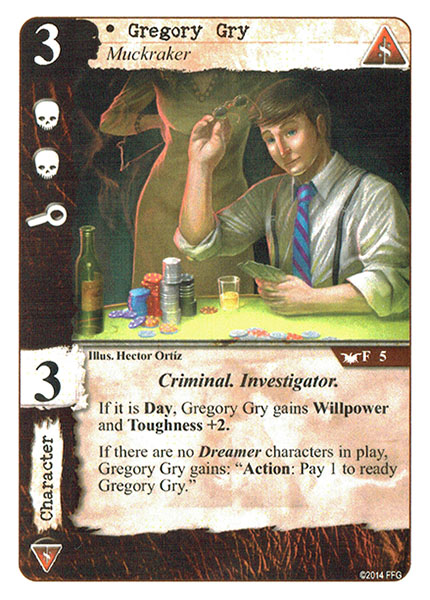 3
• Gregory Gry
Muckraker
Illus. Hector Ortíz
F 5
3
Criminal. Investigator.
If it is Day, Gregory Gry gains Willpower
and Toughness +2.
If there are no Dreamer characters in play,
Gregory Gry gains: “Action: Pay 1 to ready
Gregory Gry.”
Character
©2014 FFG